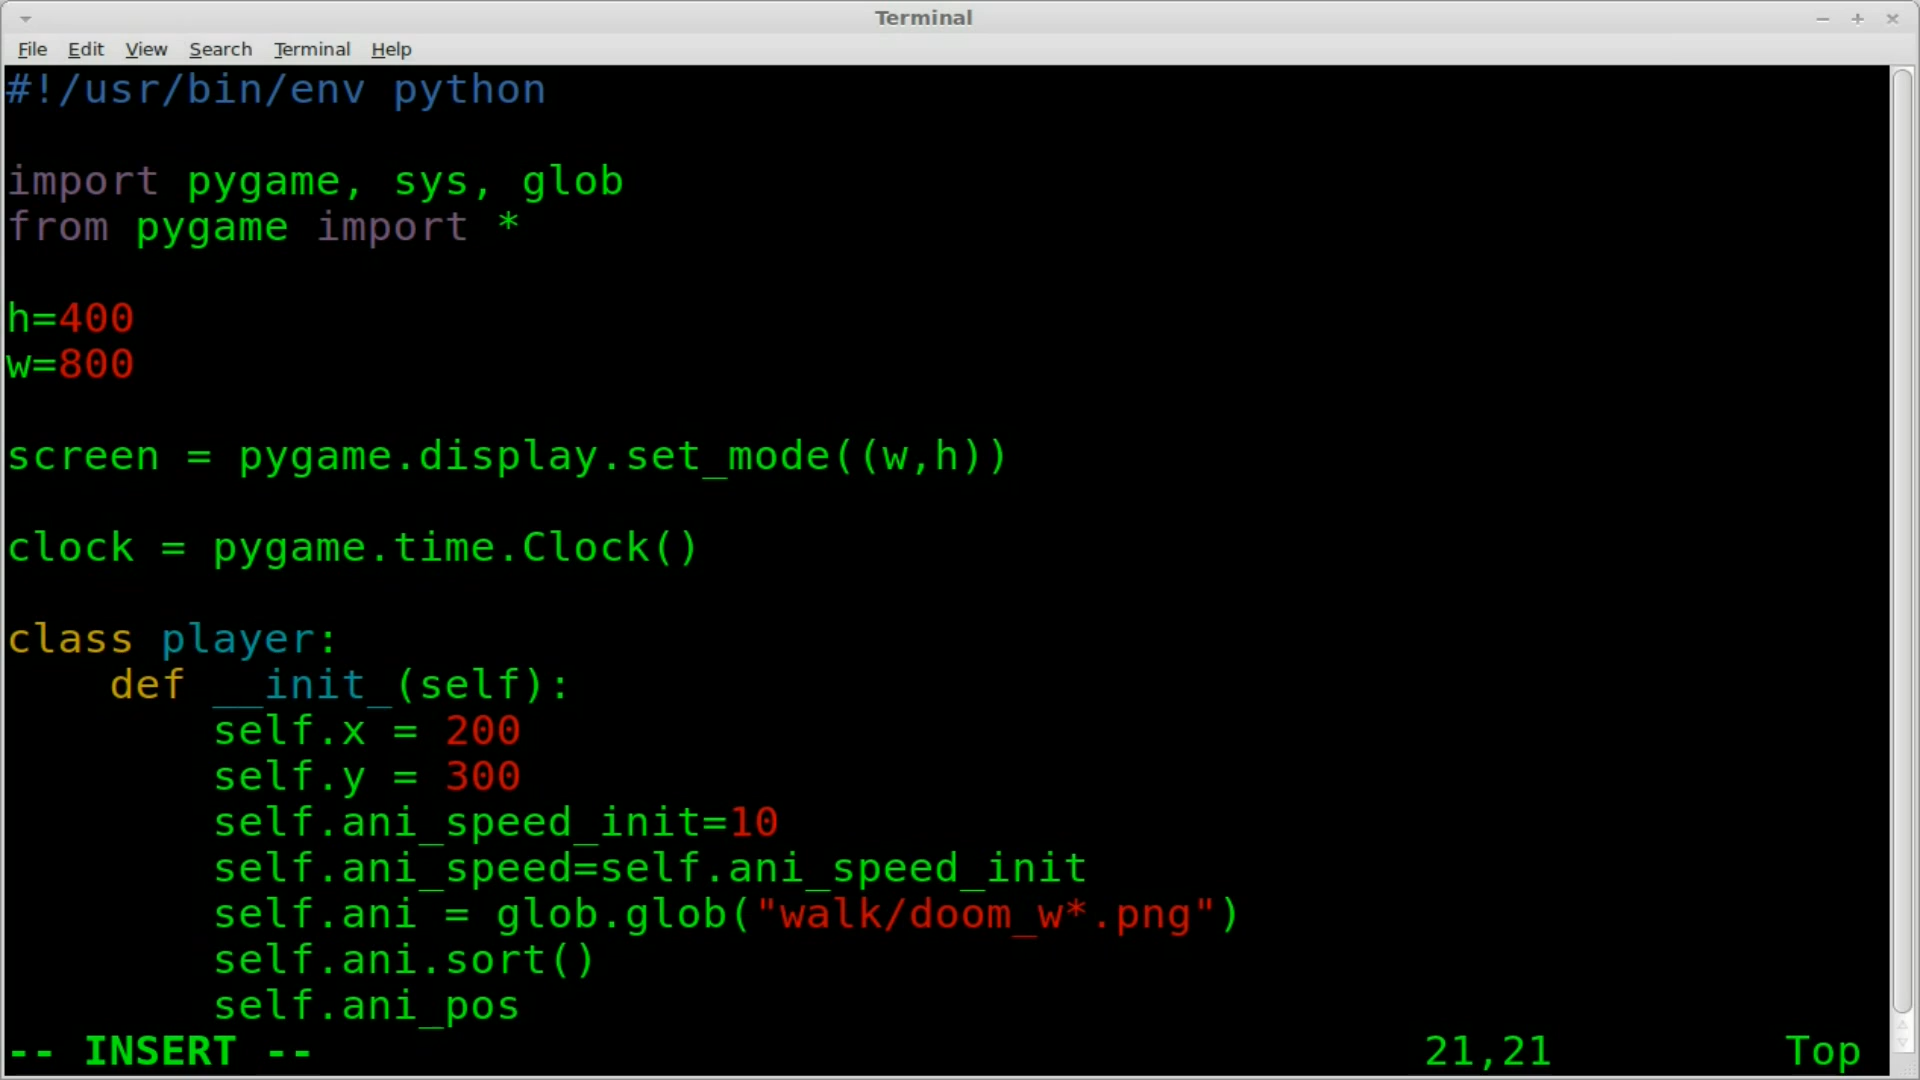 Terminal
File Edit View Search Terminal Help
#!/usr/bin/env python
import pygame, sys, glob
from pygame import *
h=400
w=800
screen = pygame.display.set_mode((w,h))
clock = pygame.time.Clock()
class player:
    def __init_(self):
        self.x = 200
        self.y = 300
        self.ani_speed_init=10
        self.ani_speed=self.ani_speed_init
        self.ani = glob.glob("walk/doom_w*.png")
        self.ani.sort()
        self.ani_pos
-- INSERT -- 21,21 Top